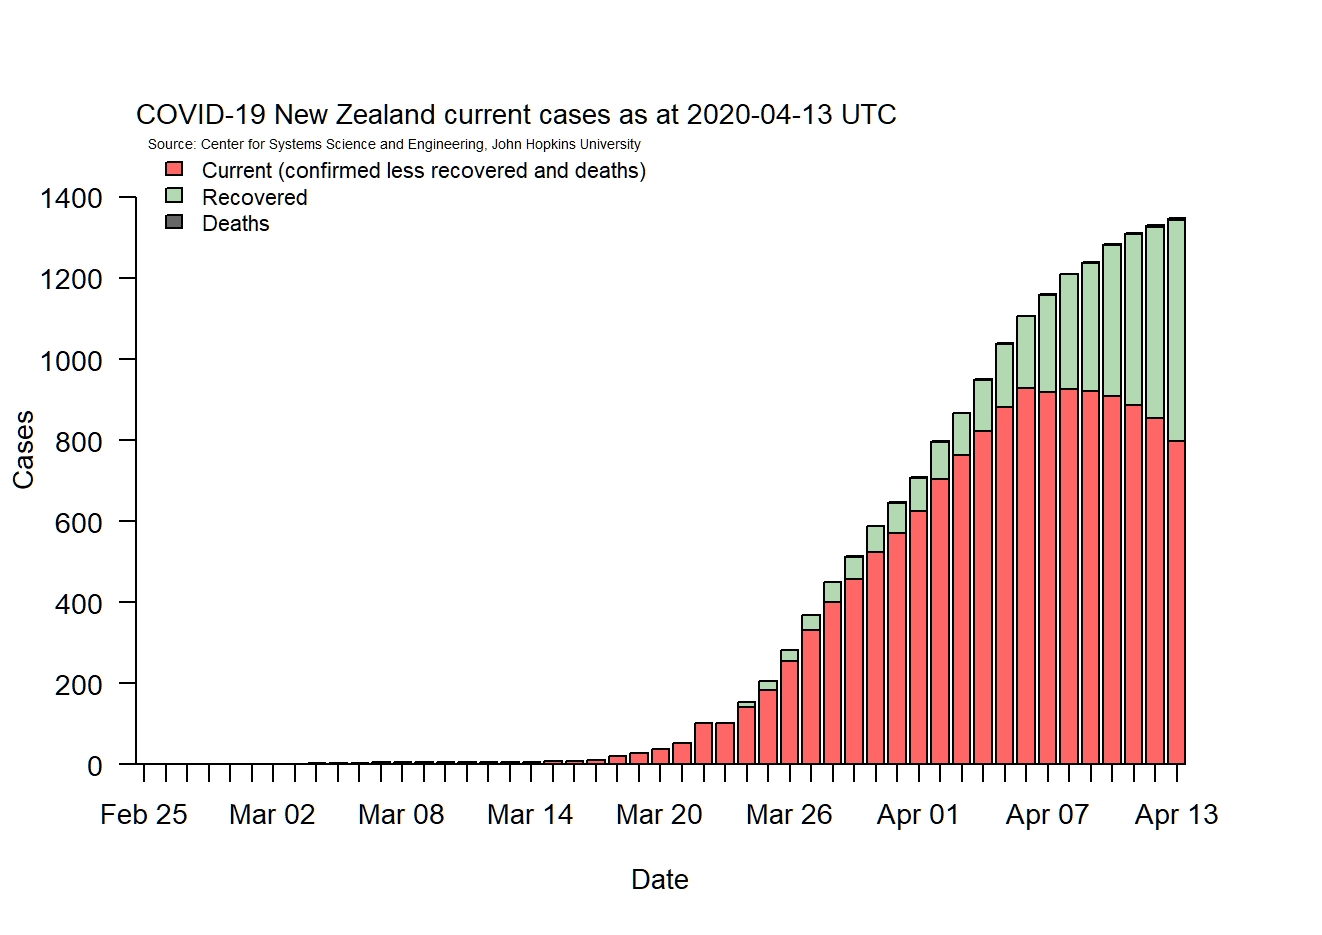 COVID-19 New Zealand current cases as at 2020-04-13 UTC
Source: Center for Systems Science and Engineering, John Hopkins University
Current (confirmed less recovered and deaths)
Recovered
Deaths
1400
1200
1000
800
600
400
200
0
Cases
Feb 25 Mar 02 Mar 08 Mar 14 Mar 20 Mar 26 Apr 01 Apr 07 Apr 13
Date